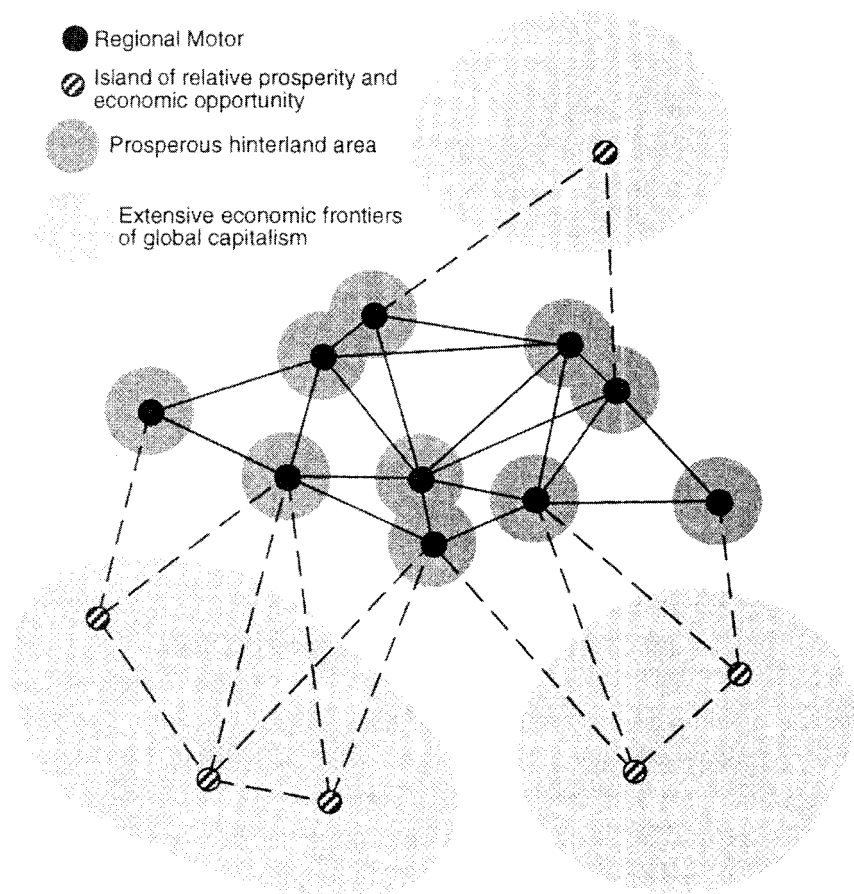 Regional Motor
Island of relative prosperity and
economic opportunity
Prosperous hinterland area
Extensive economic frontiers
of global capitalism